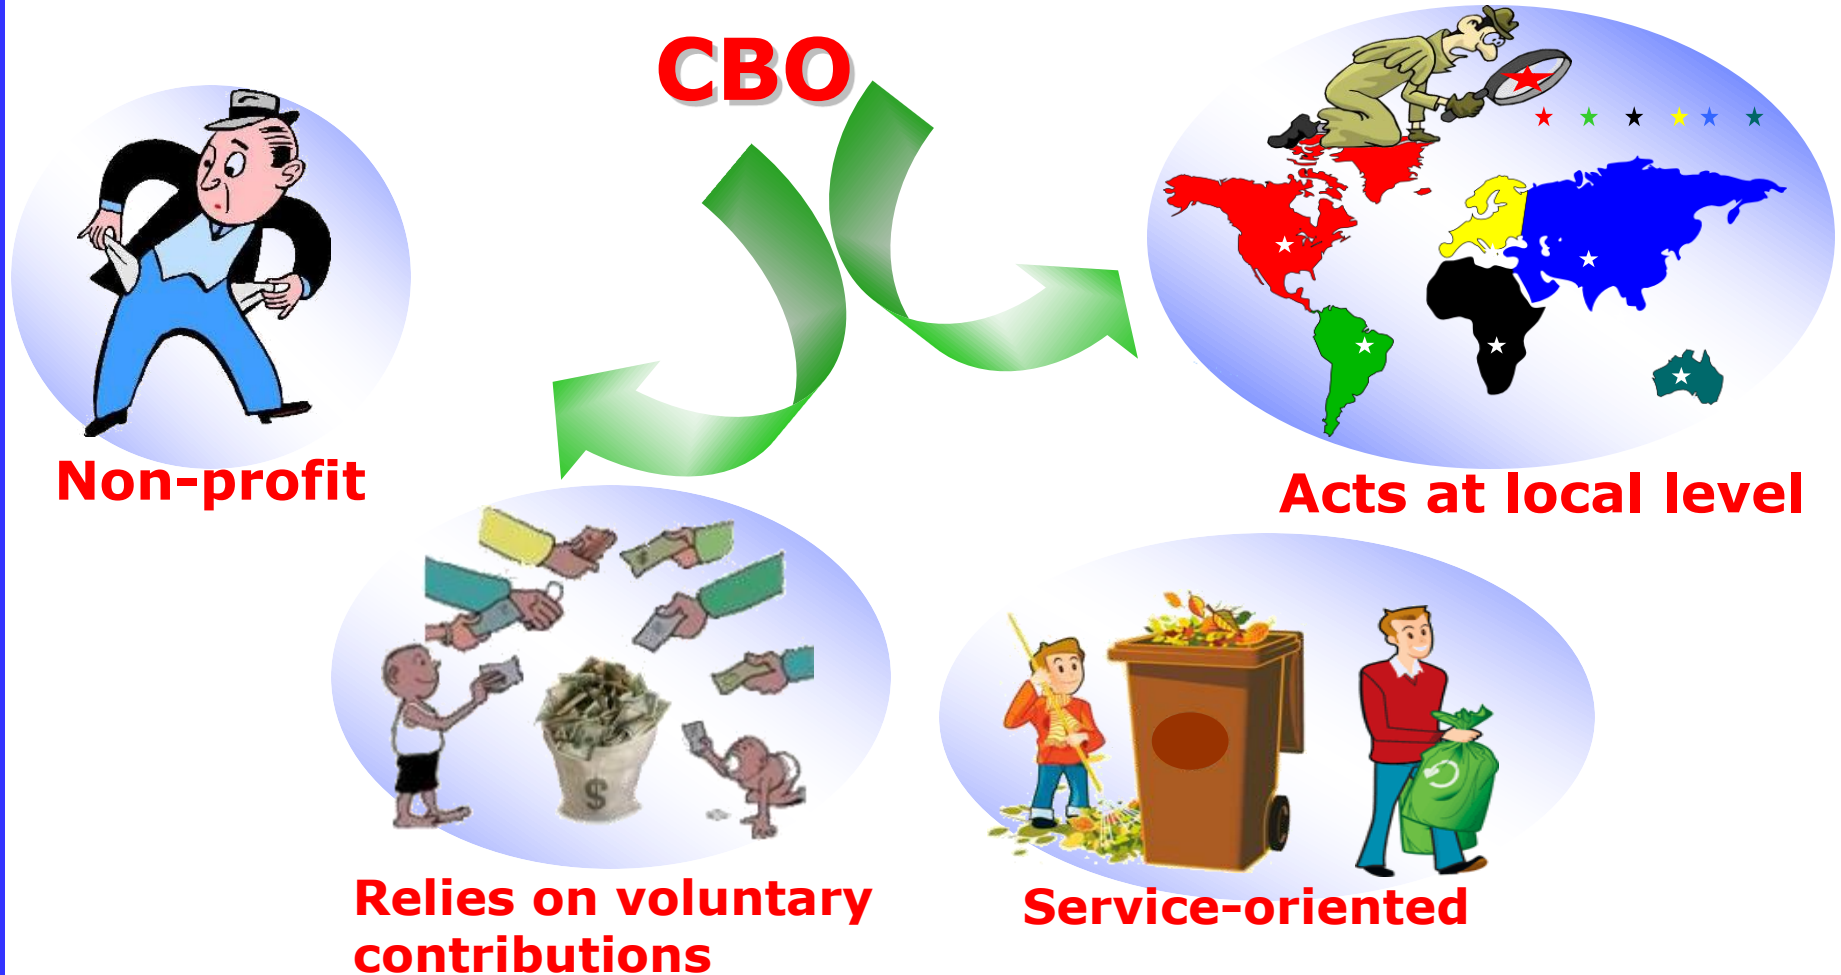 CBO
Non-profit
Acts at local level
$
Relies on voluntary
contributions
Service-oriented